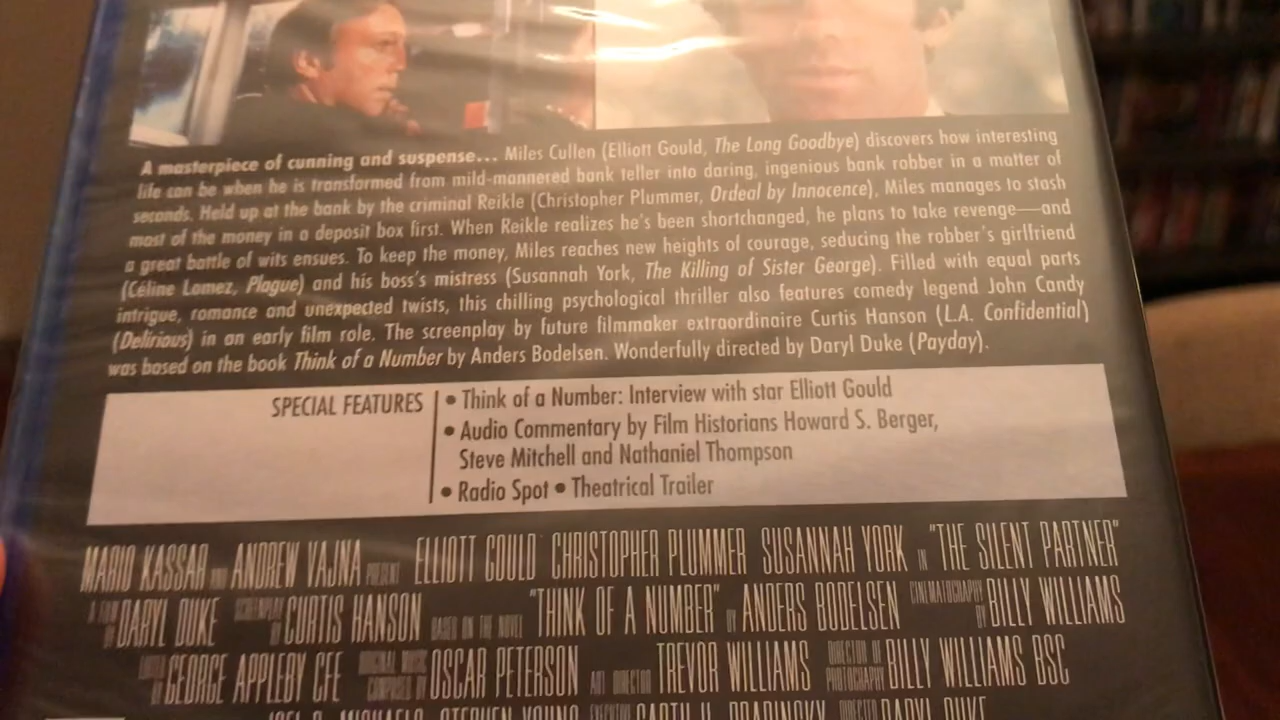 A masterpiece of cunning and suspense... Miles Cullen (Elliott Gould, The Long Goodbye) discovers how interesting
life can be when he is transformed from mild-mannered bank teller into daring, ingenious bank robber in a matter of
seconds. Held up at the bank by the criminal Reikle (Christopher Plummer, Ordeal by Innocence), Miles manages to stash
most of the money in a deposit box first. When Reikle realizes he's been shortchanged, he plans to take revenge—and
a great battle of wits ensues. To keep the money, Miles reaches new heights of courage, seducing the robber's girlfriend
(Céline Lomez, Plague) and his boss's mistress (Susannah York, The Killing of Sister George). Filled with equal parts
intrigue, romance and unexpected twists, this chilling psychological thriller also features comedy legend John Candy
(Delirious) in an early film role. The screenplay by future filmmaker extraordinaire Curtis Hanson (L.A. Confidential)
was based on the book Think of a Number by Anders Bodelsen. Wonderfully directed by Daryl Duke (Payday).
SPECIAL FEATURES
• Think of a Number: Interview with star Elliott Gould
• Audio Commentary by Film Historians Howard S. Berger,
Steve Mitchell and Nathaniel Thompson
• Radio Spot • Theatrical Trailer
MARIO KASSAR AND ANDREW VAJNA PRESENT ELLIOTT GOULD CHRISTOPHER PLUMMER SUSANNAH YORK IN "THE SILENT PARTNER"
A FILM BY DARYL DUKE SCREENPLAY BY CURTIS HANSON BASED ON THE NOVEL "THINK OF A NUMBER" BY ANDERS BODELSEN CINEMATOGRAPHY BY BILLY WILLIAMS
GEORGE APPLEBY CFE ORIGINAL MUSIC COMPOSED BY OSCAR PETERSON ART DIRECTOR TREVOR WILLIAMS DIRECTOR OF PHOTOGRAPHY BILLY WILLIAMS BSC
STEPHEN YOUNG DARYL DUKE